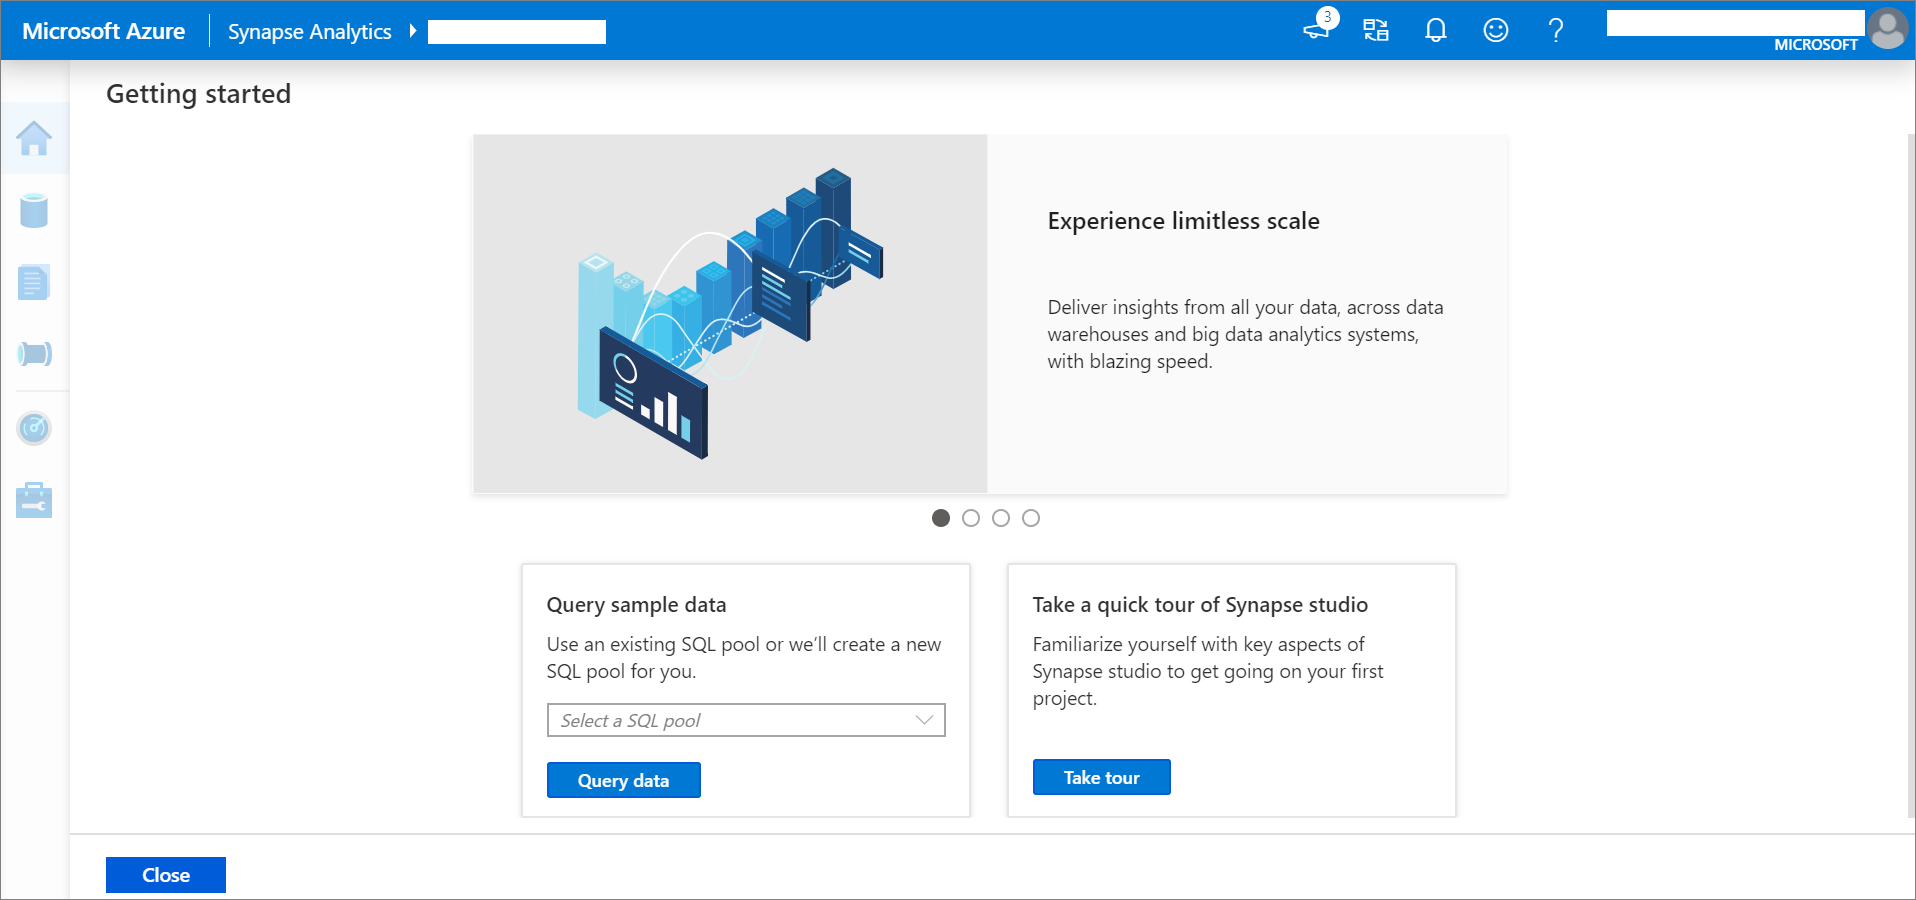 Microsoft Azure
Synapse Analytics
3
?
MICROSOFT
Getting started
Experience limitless scale
Deliver insights from all your data, across data
warehouses and big data analytics systems,
with blazing speed.
Query sample data
Use an existing SQL pool or we’ll create a new
SQL pool for you.
Select a SQL pool
Query data
Take a quick tour of Synapse studio
Familiarize yourself with key aspects of
Synapse studio to get going on your first
project.
Take tour
Close